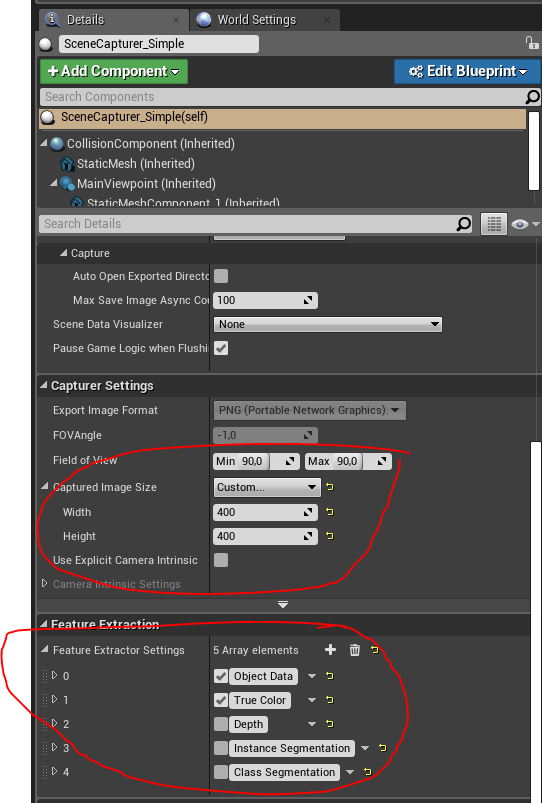 Details
World Settings
SceneCapturer_Simple
+ Add Component
Edit Blueprint
Search Components
SceneCapturer_Simple(self)
CollisionComponent (Inherited)
StaticMesh (Inherited)
MainViewpoint (Inherited)
StaticMeshComponent_1 (Inherited)
Search Details
Capture
Auto Open Exported Directo
Max Save Image Async Cou 100
Scene Data Visualizer None
Pause Game Logic when Flushi
Capturer Settings
Export Image Format PNG (Portable Network Graphics).
FOVAngle -1,0
Field of View Min 90,0 Max 90,0
Captured Image Size Custom...
Width 400
Height 400
Use Explicit Camera Intrinsic
Camera Intrinsic Settings
Feature Extraction
Feature Extractor Settings 5 Array elements
0 Object Data
1 True Color
2 Depth
3 Instance Segmentation
4 Class Segmentation